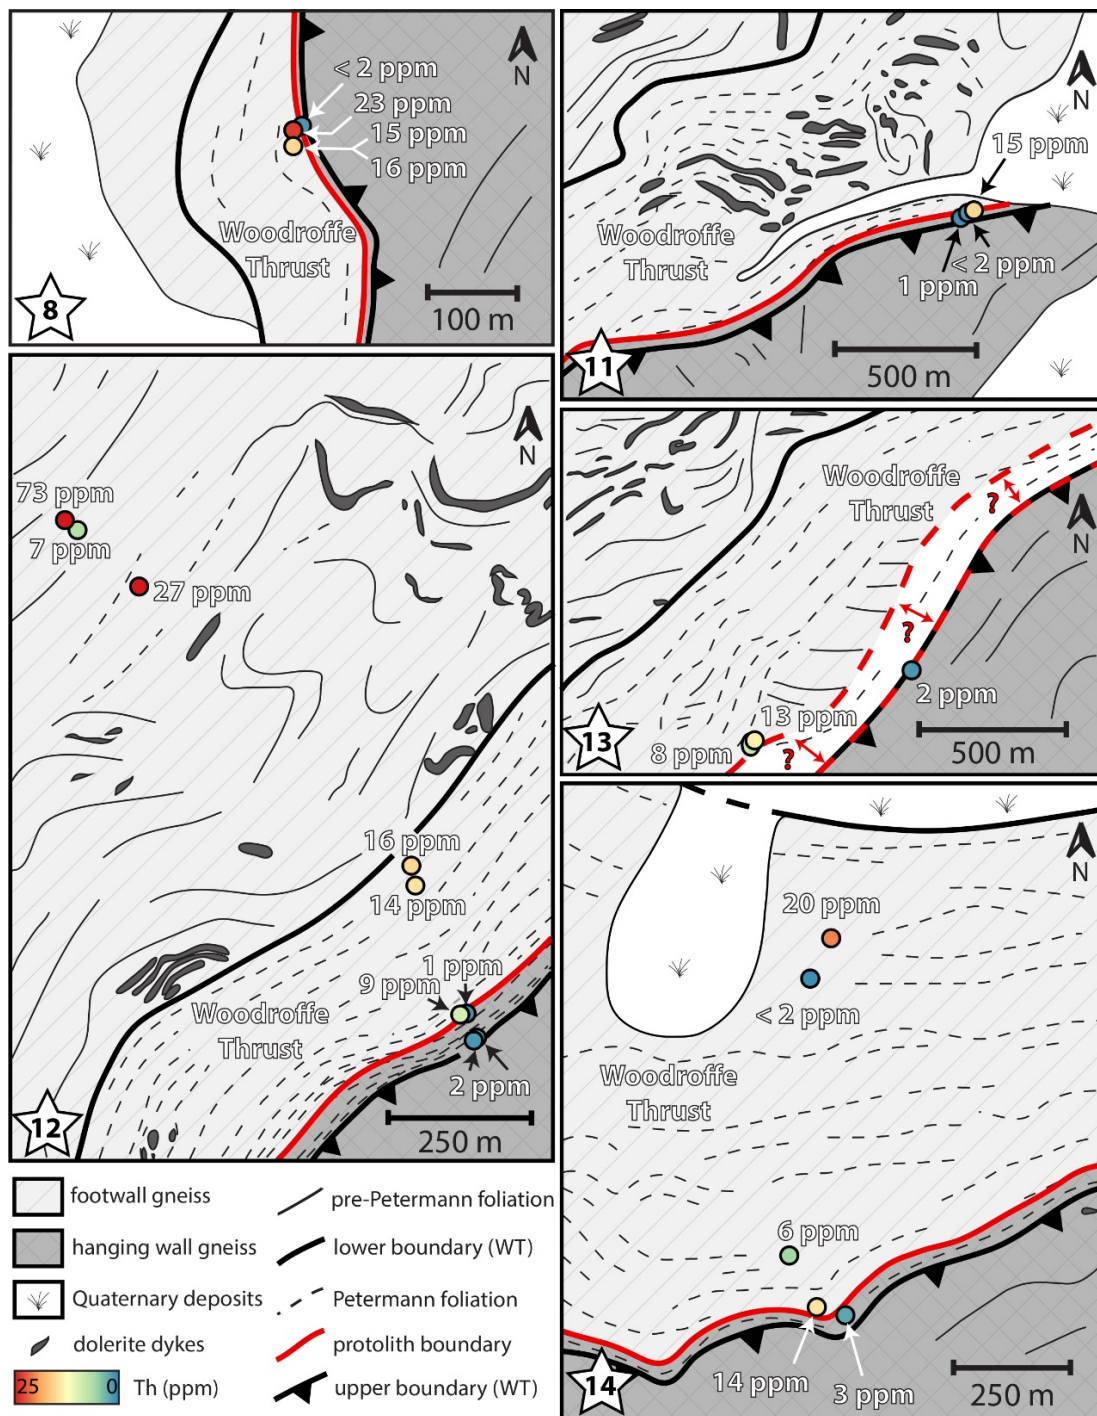 N
< 2 ppm
23 ppm
15 ppm
16 ppm
Woodroffe
Thrust
8
100 m
N
15 ppm
Woodroffe
Thrust
< 2 ppm
1 ppm
11
500 m
N
73 ppm
7 ppm
27 ppm
16 ppm
14 ppm
1 ppm
9 ppm
Woodroffe
Thrust
2 ppm
12
250 m
Woodroffe
Thrust
?
N
?
2 ppm
13 ppm
8 ppm
?
13
500 m
N
20 ppm
< 2 ppm
Woodroffe
Thrust
6 ppm
14 ppm
3 ppm
14
250 m
footwall gneiss
hanging wall gneiss
Quaternary deposits
dolerite dykes
25 0 Th (ppm)
pre-Petermann foliation
lower boundary (WT)
Petermann foliation
protolith boundary
upper boundary (WT)